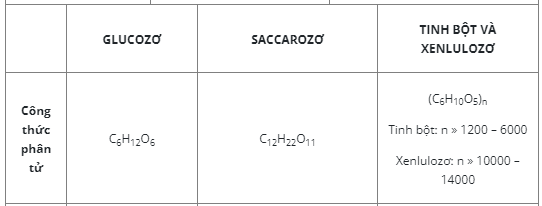 GLUCOZƠ
SACCAROZƠ
TINH BỘT VÀ
XENLULOZƠ
Công
thức
phân
tử
C₆H₁₂O₆
C₁₂H₂₂O₁₁
(C₆H₁₀O₅)ₙ
Tinh bột: n » 1200 – 6000
Xenlulozơ: n » 10000 –
14000